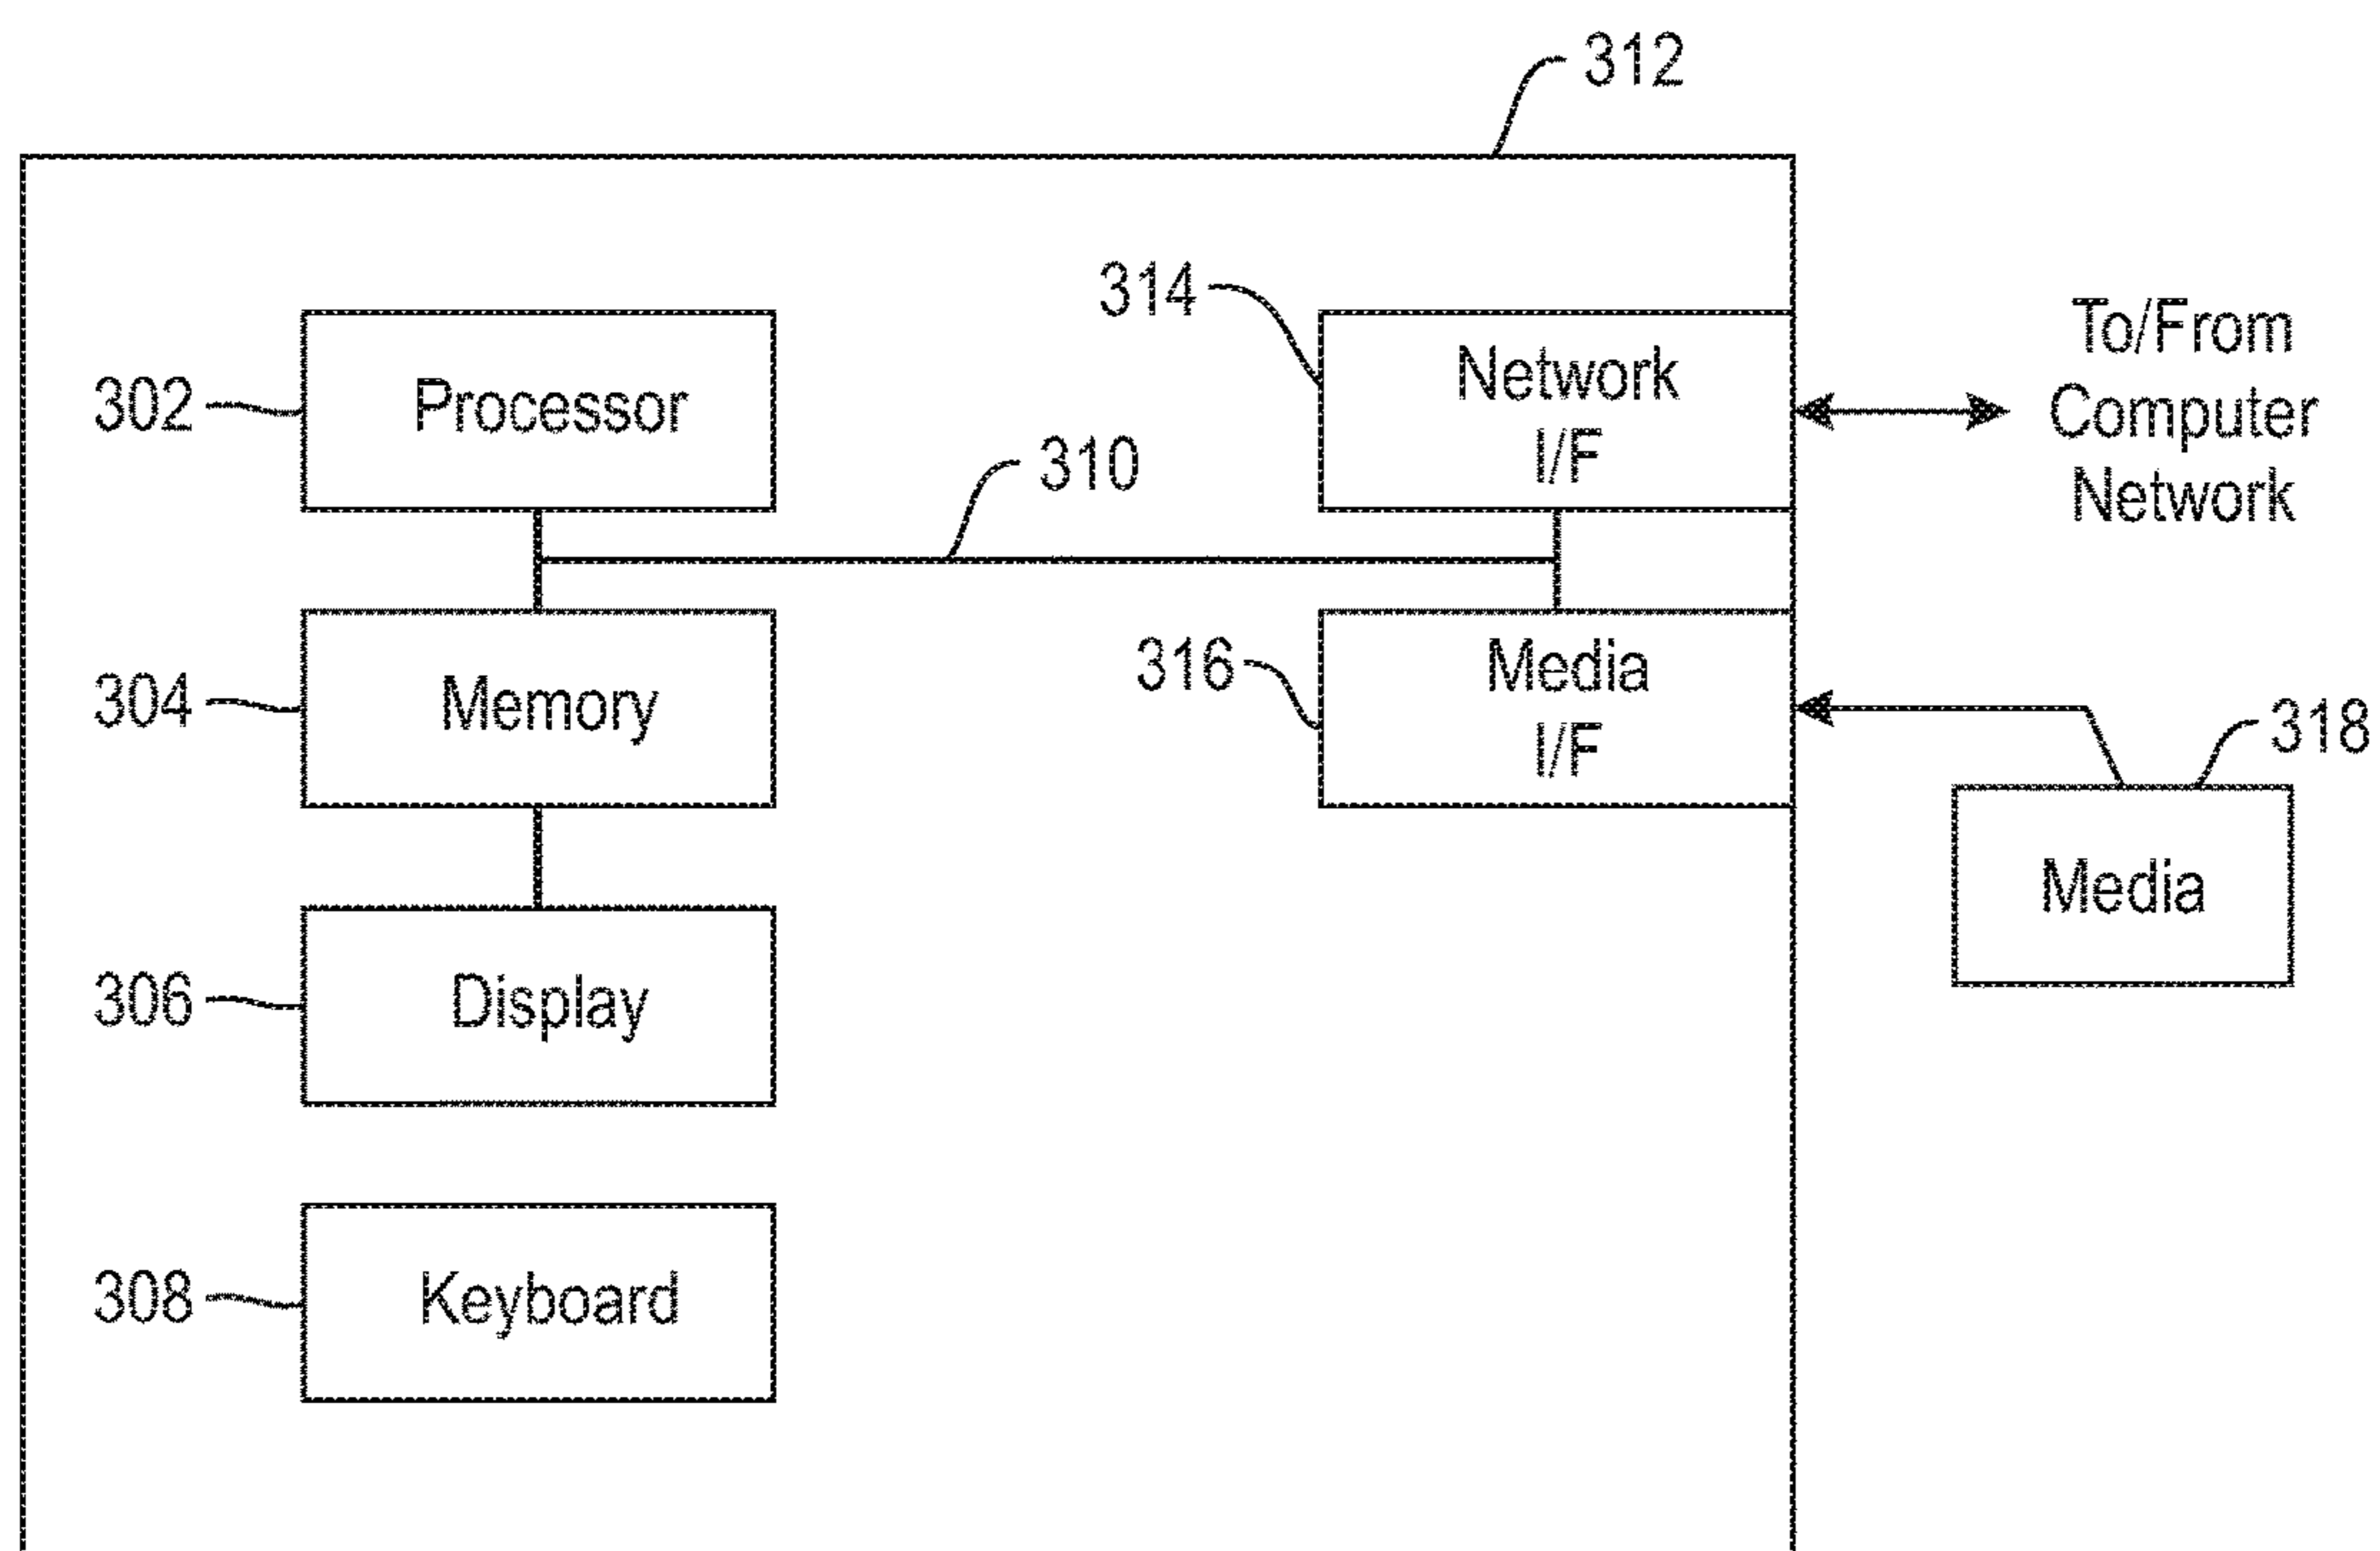 312
314
Network
I/F
To/From
Computer
Network
302
Processor
310
304
Memory
316
Media
I/F
318
Media
306
Display
308
Keyboard